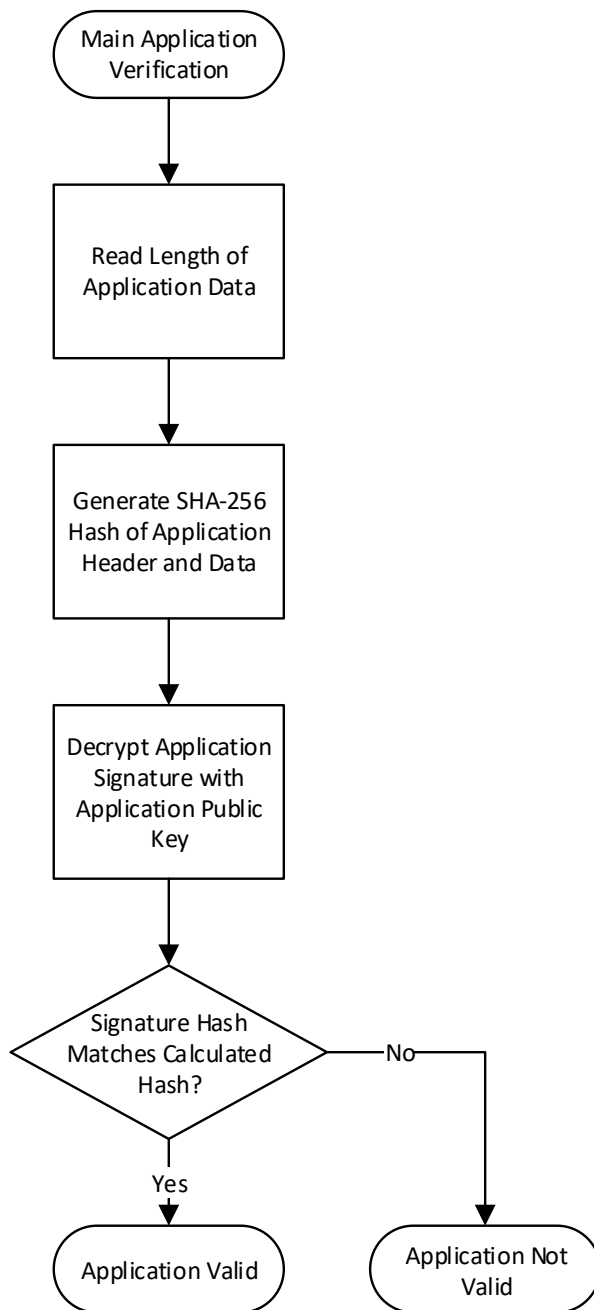 Main Application
Verification
Read Length of
Application Data
Generate SHA-256
Hash of Application
Header and Data
Decrypt Application
Signature with
Application Public
Key
Signature Hash
Matches Calculated
Hash?
No
Yes
Application Valid
Application Not
Valid